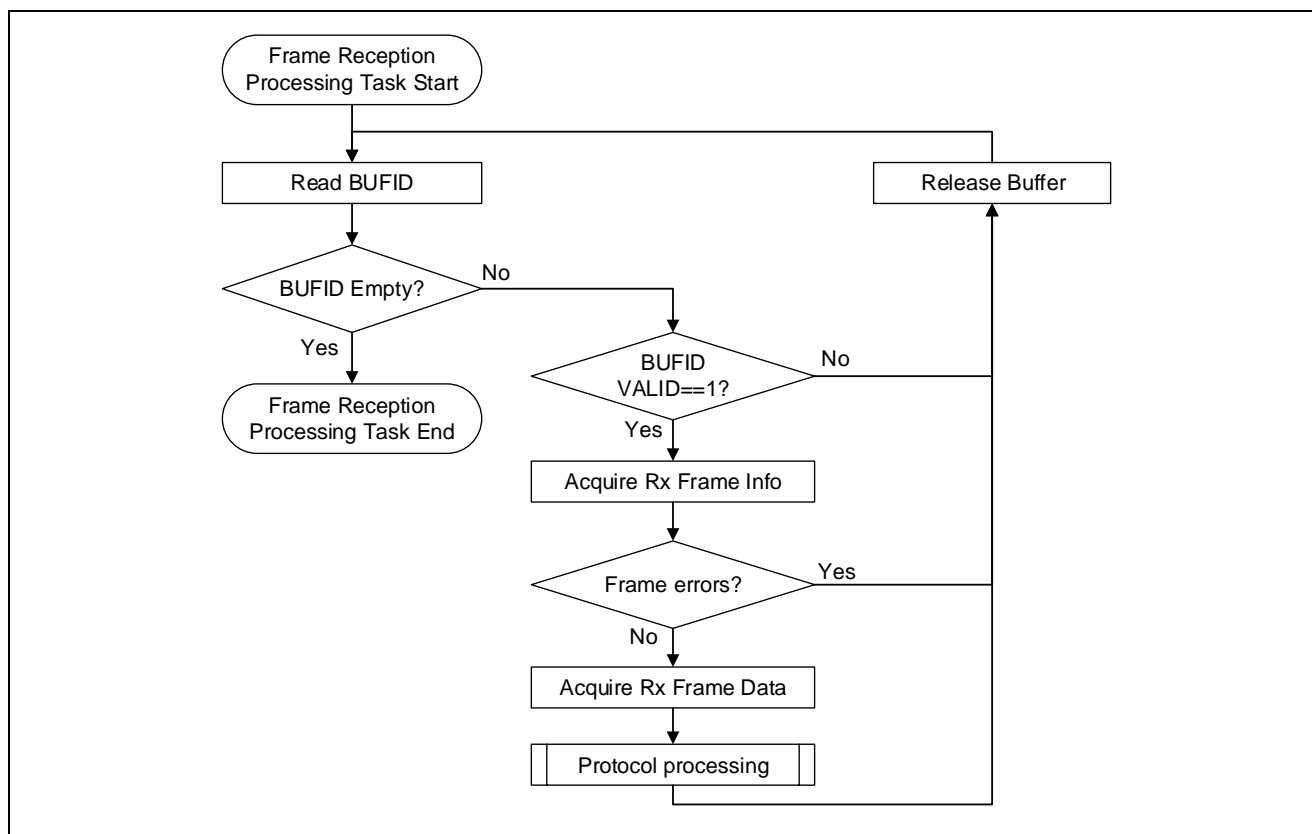 Frame Reception
Processing Task Start
Read BUFID
Release Buffer
BUFID Empty?
No
Yes
BUFID
VALID==1?
No
Frame Reception
Processing Task End
Yes
Acquire Rx Frame Info
Frame errors?
Yes
No
Acquire Rx Frame Data
Protocol processing